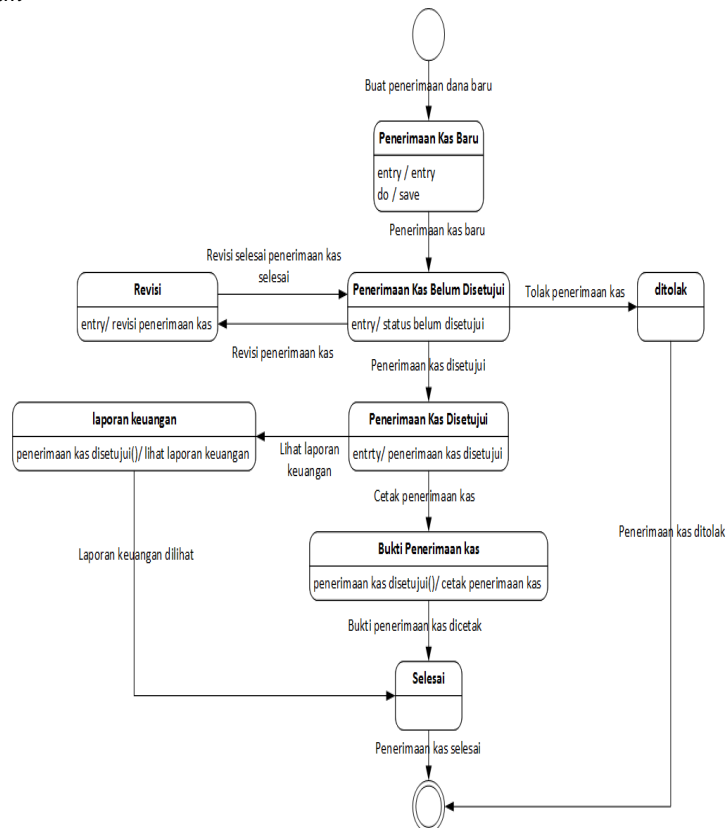 Buat penerimaan dana baru
Penerimaan Kas Baru
entry / entry
do / save
Penerimaan kas baru
Revisi selesai penerimaan kas
selesai
Revisi
entry/ revisi penerimaan kas
Penerimaan Kas Belum Disetujui
entry/ status belum disetujui
Tolak penerimaan kas
ditolak
Revisi penerimaan kas
Penerimaan kas disetujui
laporan keuangan
penerimaan kas disetujui()/ lihat laporan keuangan
Lihat laporan
keuangan
Penerimaan Kas Disetujui
entrty/ penerimaan kas disetujui
Cetak penerimaan kas
Penerimaan kas ditolak
Bukti Penerimaan kas
penerimaan kas disetujui()/ cetak penerimaan kas
Laporan keuangan dilihat
Bukti penerimaan kas dicetak
Selesai
Penerimaan kas selesai